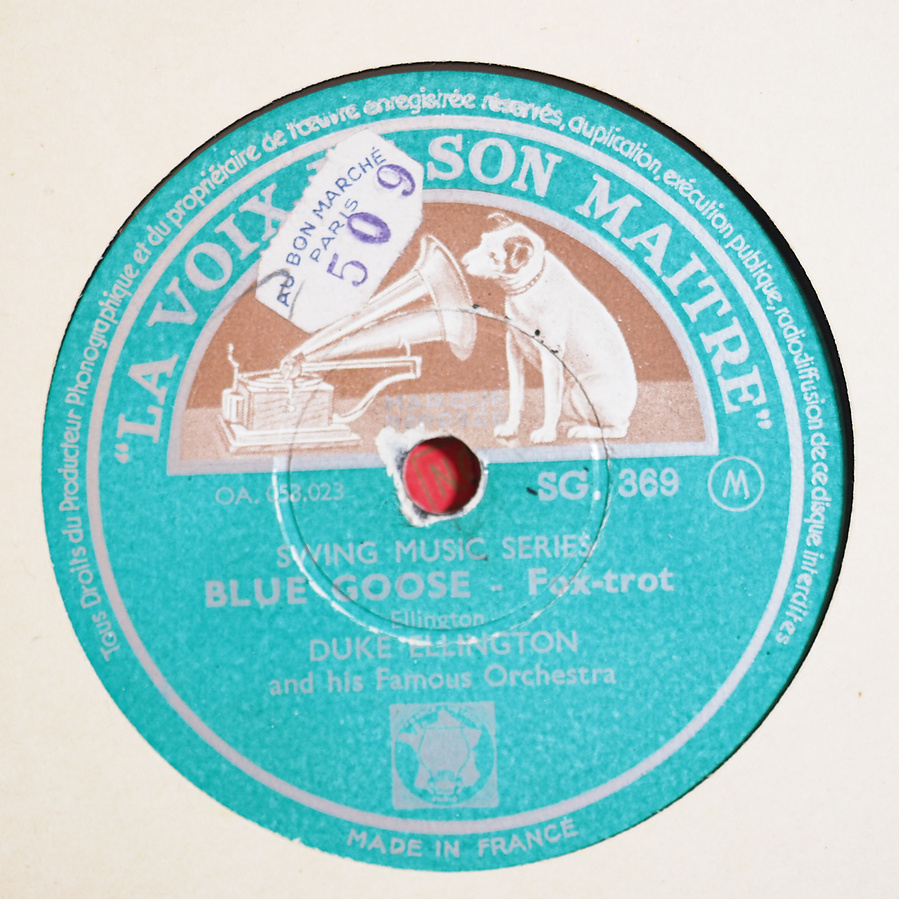 Tous Droits du Producteur Phonographique et du propriétaire de l'œuvre enregistrée réservés, duplication exécution publique, radiodiffusion de ce disque interdites
"LA VOIX SON MAITRE"
AU BON MARCHÉ
PARIS
509
OA. 053.023
SG. 369
M
SWING MUSIC SERIES
BLUE GOOSE - Fox-trot
Ellington
DUKE ELLINGTON
and his Famous Orchestra
MADE IN FRANCE